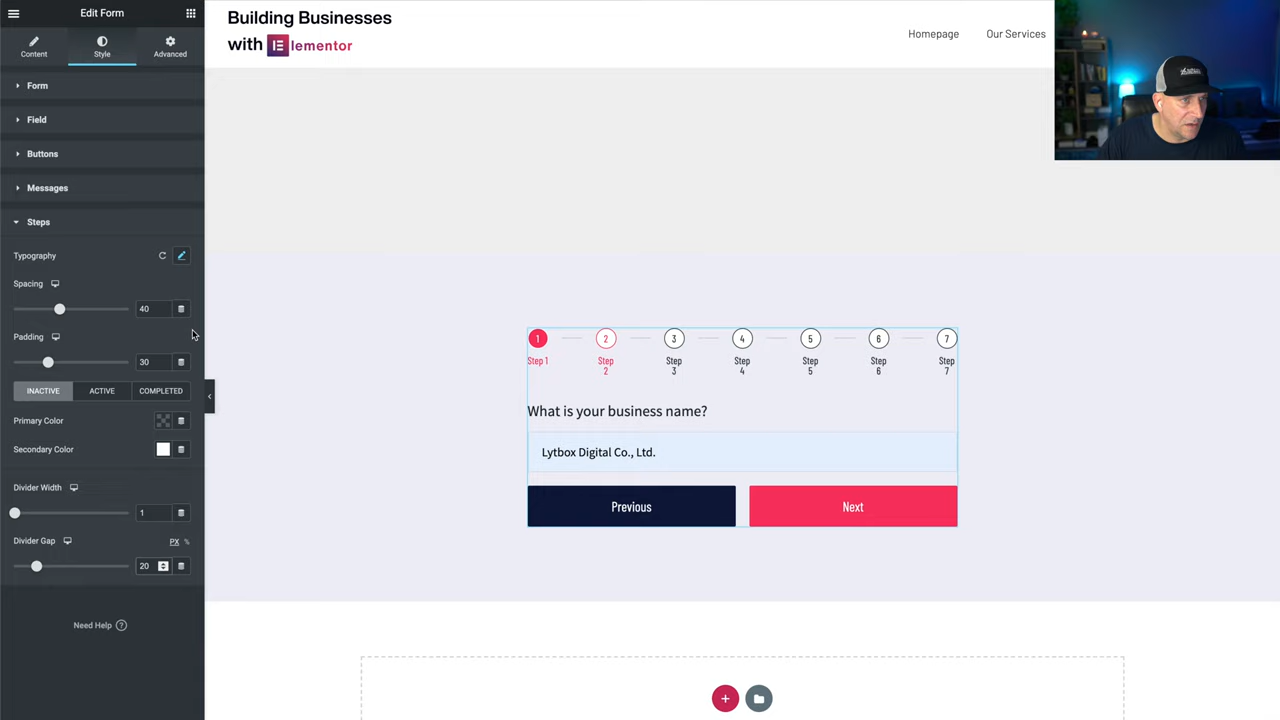 Edit Form
Content
Style
Advanced
Form
Field
Buttons
Messages
Steps
Typography
Spacing
40
Padding
30
INACTIVE
ACTIVE
COMPLETED
Primary Color
Secondary Color
Divider Width
1
Divider Gap
PX %
20
Need Help ?
Building Businesses
with Elementor
Homepage
Our Services
1
2
3
4
5
6
7
Step 1
Step 2
Step 3
Step 4
Step 5
Step 6
Step 7
What is your business name?
Lytbox Digital Co., Ltd.
Previous
Next